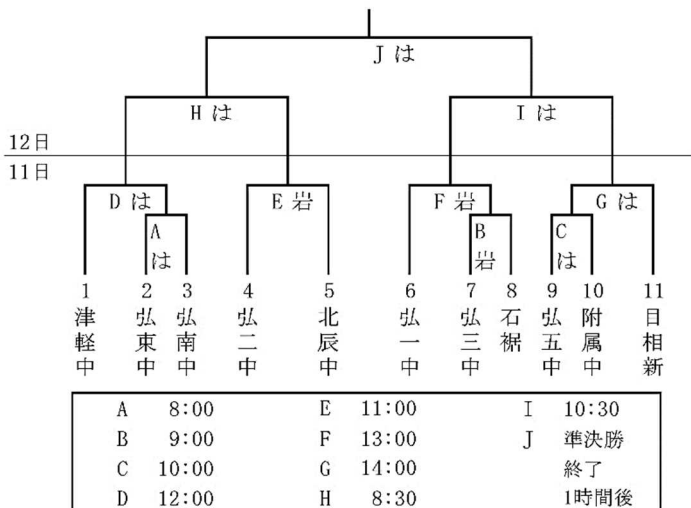 J は
H は
I は
12日
11日
D は
E 岩
F 岩
G は
A は
B 岩
C は
1 津軽中
2 弘東中
3 弘南中
4 弘二中
5 北辰中
6 弘一中
7 弘三中
8 石裾
9 弘五中
10 附属中
11 目相新
A 8:00 E 11:00 I 10:30
B 9:00 F 13:00 J 準決勝
C 10:00 G 14:00 終了
D 12:00 H 8:30 1時間後